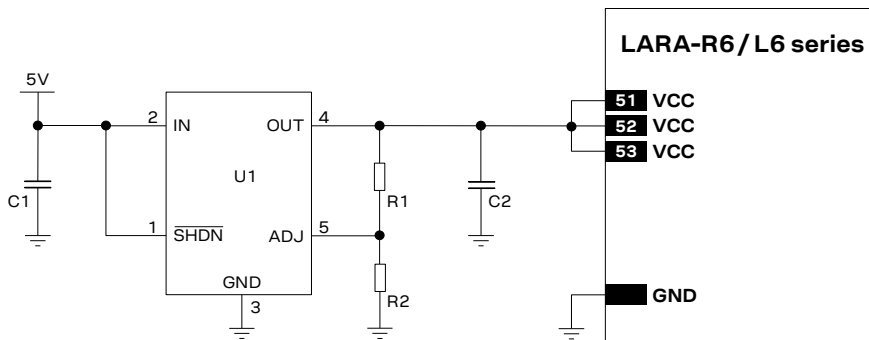 LARA-R6 / L6 series
5V
51 VCC
2 IN OUT 4
52 VCC
53 VCC
U1
C1
R1
C2
1 SHDN ADJ 5
GND
R2
3
GND